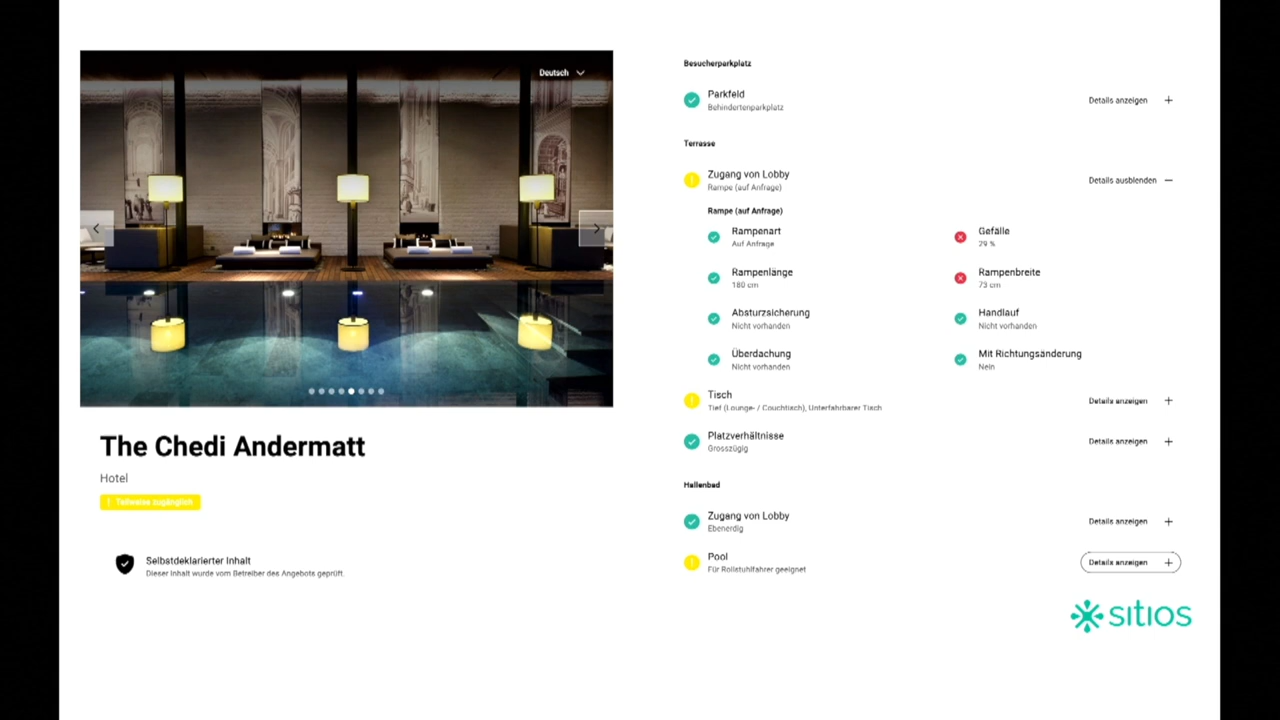 Deutsch
The Chedi Andermatt
Hotel
Teilweise zugänglich
Selbstdeklarierter Inhalt
Dieser Inhalt wurde vom Betreiber des Angebots geprüft.
Besucherparkplatz
Parkfeld
Behindertenparkplatz
Details anzeigen
Terrasse
Zugang von Lobby
Rampe (auf Anfrage)
Details ausblenden
Rampe (auf Anfrage)
Rampenart
Auf Anfrage
Gefälle
29 %
Rampenlänge
180 cm
Rampenbreite
73 cm
Absturzsicherung
Nicht vorhanden
Handlauf
Nicht vorhanden
Überdachung
Nicht vorhanden
Mit Richtungsänderung
Nein
Tisch
Tief (Lounge- / Couchtisch), Unterfahrbarer Tisch
Details anzeigen
Platzverhältnisse
Grosszügig
Details anzeigen
Hallenbad
Zugang von Lobby
Ebenerdig
Details anzeigen
Pool
Für Rollstuhlfahrer geeignet
Details anzeigen
sitios